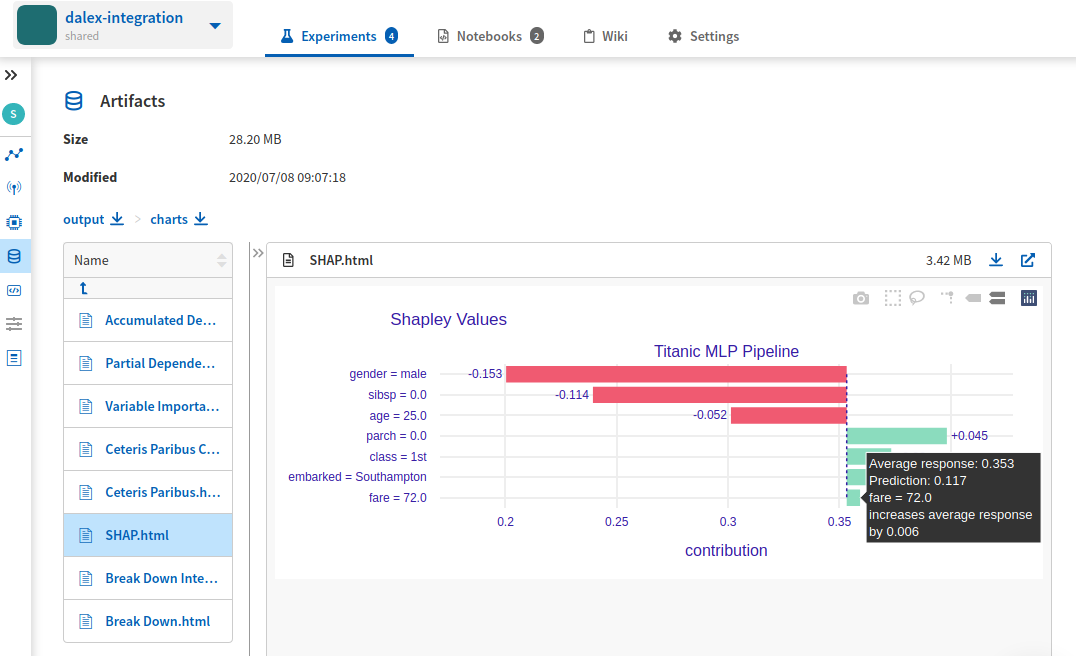 dalex-integration
shared
Experiments 4
Notebooks 2
Wiki
Settings
S
Artifacts
Size 28.20 MB
Modified 2020/07/08 09:07:18
output > charts
Name
Accumulated De...
Partial Depende...
Variable Importa...
Ceteris Paribus C...
Ceteris Paribus.h...
SHAP.html
Break Down Inte...
Break Down.html
SHAP.html 3.42 MB
Shapley Values
Titanic MLP Pipeline
gender = male -0.153
sibsp = 0.0 -0.114
age = 25.0 -0.052
parch = 0.0 +0.045
class = 1st
embarked = Southampton
fare = 72.0
Average response: 0.353
Prediction: 0.117
fare = 72.0
increases average response
by 0.006
0.2 0.25 0.3 0.35
contribution